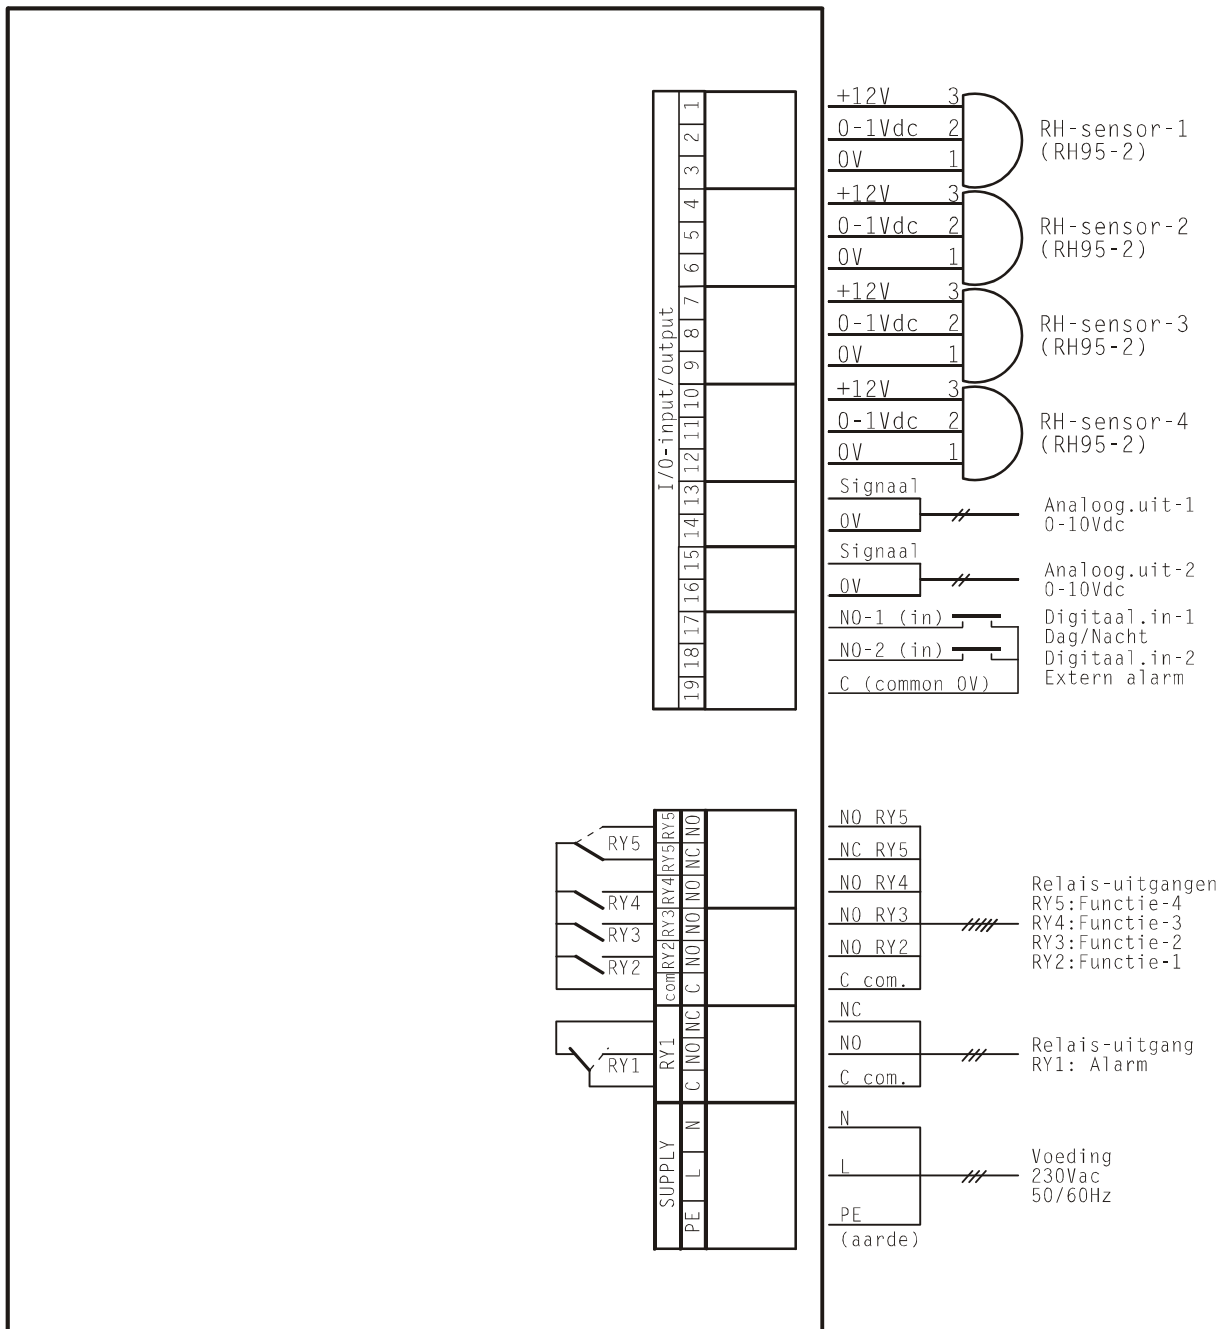 I/O-input/output
1
2
3
4
5
6
7
8
9
10
11
12
13
14
15
16
17
18
19
+12V 3
0-1Vdc 2
0V 1
RH-sensor-1
(RH95-2)
+12V 3
0-1Vdc 2
0V 1
RH-sensor-2
(RH95-2)
+12V 3
0-1Vdc 2
0V 1
RH-sensor-3
(RH95-2)
+12V 3
0-1Vdc 2
0V 1
RH-sensor-4
(RH95-2)
Signaal
0V
Analoog.uit-1
0-10Vdc
Signaal
0V
Analoog.uit-2
0-10Vdc
NO-1 (in)
NO-2 (in)
C (common 0V)
Digitaal.in-1
Dag/Nacht
Digitaal.in-2
Extern alarm
RY5
RY4
RY3
RY2
RY5 NO
RY5 NC
RY4 NO
RY3 NO
RY2 NO
com C
NO RY5
NC RY5
NO RY4
NO RY3
NO RY2
C com.
Relais-uitgangen
RY5:Functie-4
RY4:Functie-3
RY3:Functie-2
RY2:Functie-1
RY1
RY1
NC
NO
C
NC
NO
C com.
Relais-uitgang
RY1: Alarm
SUPPLY
N
L
PE
N
L
PE
(aarde)
Voeding
230Vac
50/60Hz